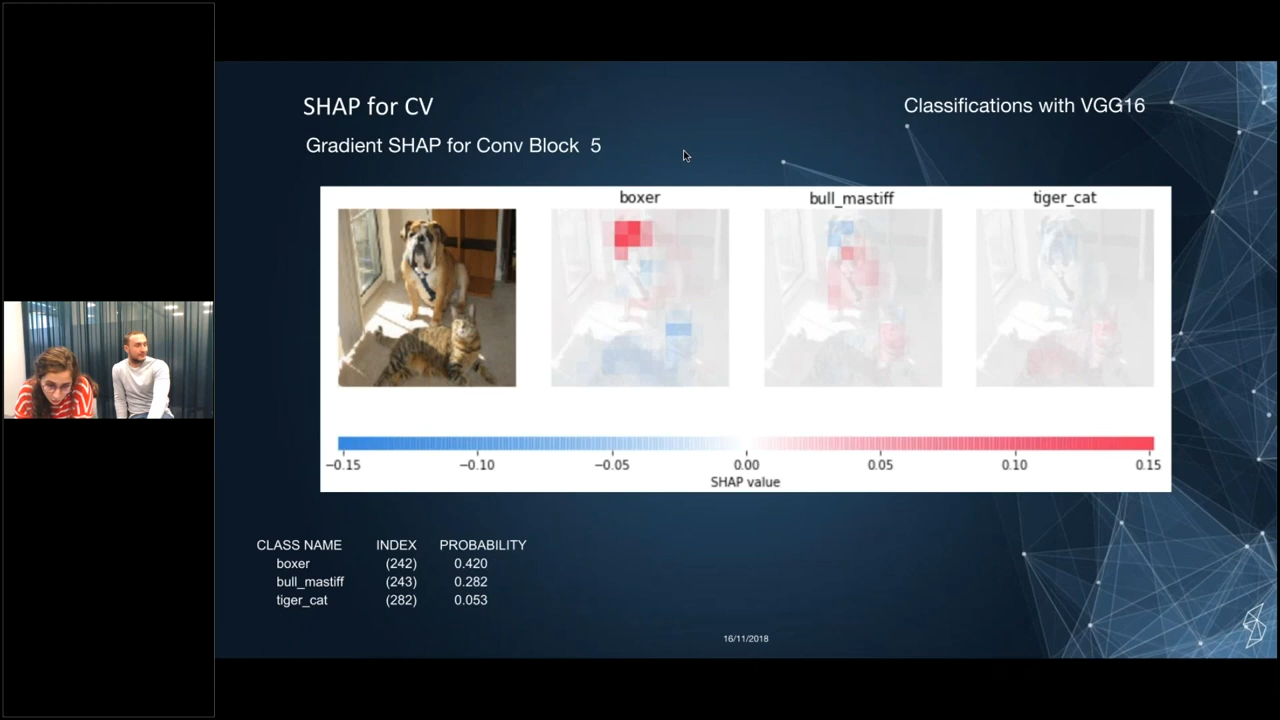 SHAP for CV
Classifications with VGG16
Gradient SHAP for Conv Block 5
boxer bull_mastiff tiger_cat
−0.15 −0.10 −0.05 0.00 0.05 0.10 0.15
SHAP value
CLASS NAME INDEX PROBABILITY
boxer (242) 0.420
bull_mastiff (243) 0.282
tiger_cat (282) 0.053
16/11/2018